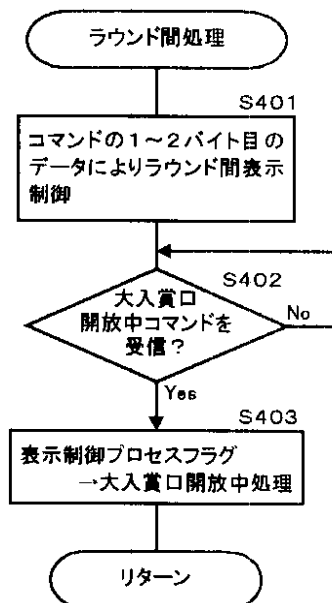 ラウンド間処理
S401
コマンドの1～2バイト目の
データによりラウンド間表示
制御
S402
大入賞口
開放中コマンドを
受信？
No
Yes
S403
表示制御プロセスフラグ
→大入賞口開放中処理
リターン